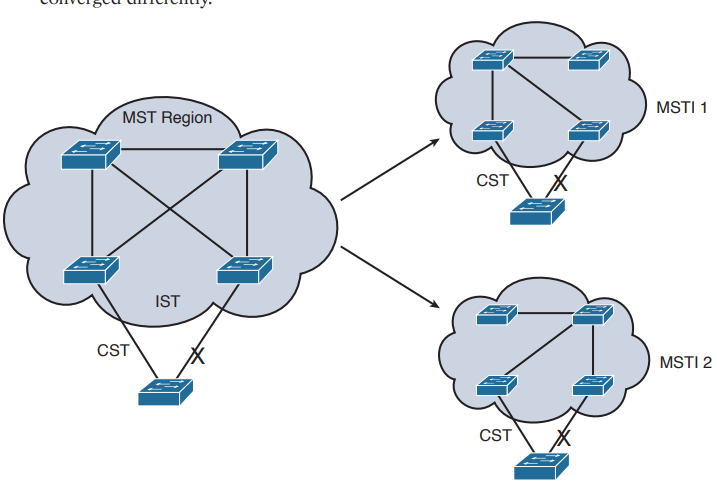 converged differently.
MST Region
IST
CST
X
MSTI 1
CST
X
MSTI 2
CST
X